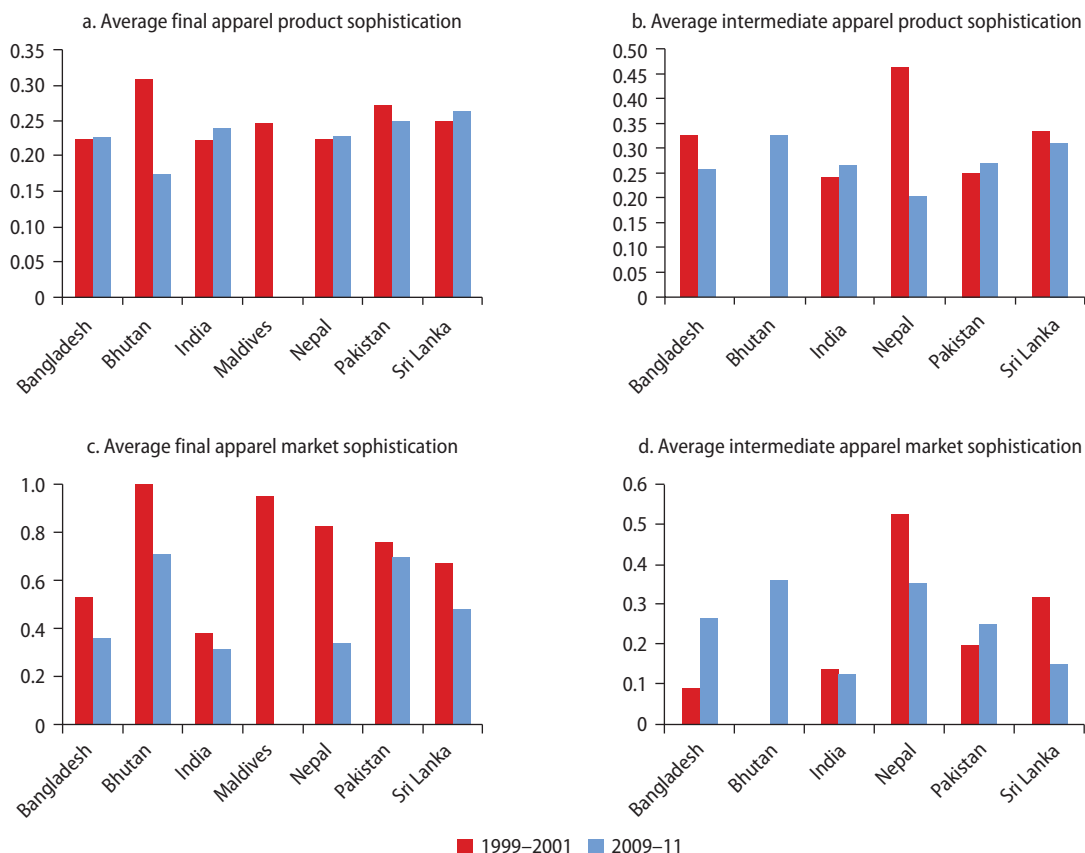 a. Average final apparel product sophistication
0.35
0.30
0.25
0.20
0.15
0.10
0.05
0
Bangladesh
Bhutan
India
Maldives
Nepal
Pakistan
Sri Lanka
b. Average intermediate apparel product sophistication
0.50
0.45
0.40
0.35
0.30
0.25
0.20
0.15
0.10
0.05
0
Bangladesh
Bhutan
India
Nepal
Pakistan
Sri Lanka
c. Average final apparel market sophistication
1.0
0.8
0.6
0.4
0.2
0
Bangladesh
Bhutan
India
Maldives
Nepal
Pakistan
Sri Lanka
d. Average intermediate apparel market sophistication
0.6
0.5
0.4
0.3
0.2
0.1
0
Bangladesh
Bhutan
India
Nepal
Pakistan
Sri Lanka
1999–2001 2009–11